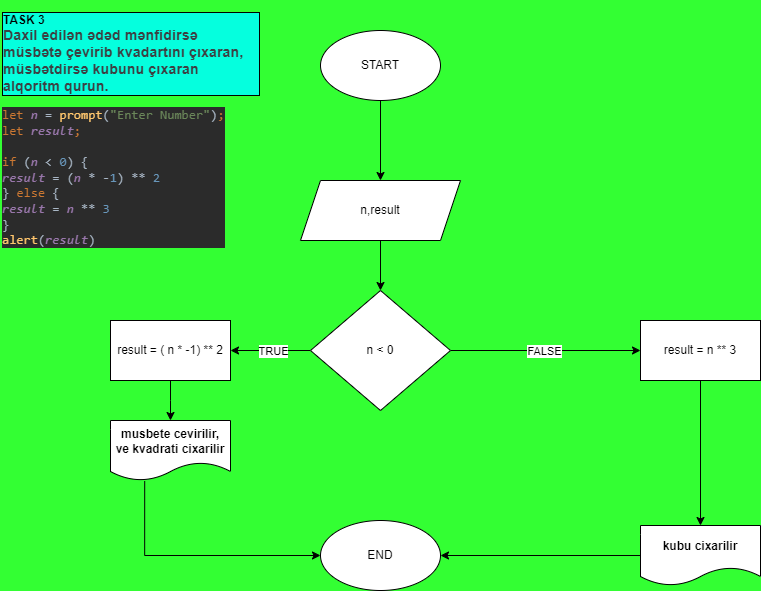 TASK 3
Daxil edilən ədəd mənfidirsə
müsbətə çevirib kvadartını çıxaran,
müsbətdirsə kubunu çıxaran
alqoritm qurun.
let n = prompt("Enter Number");
let result;
if (n < 0) {
result = (n * -1) ** 2
} else {
result = n ** 3
}
alert(result)
START
n,result
n < 0
TRUE
FALSE
result = ( n * -1) ** 2
result = n ** 3
musbete cevirilir,
ve kvadrati cixarilir
kubu cixarilir
END